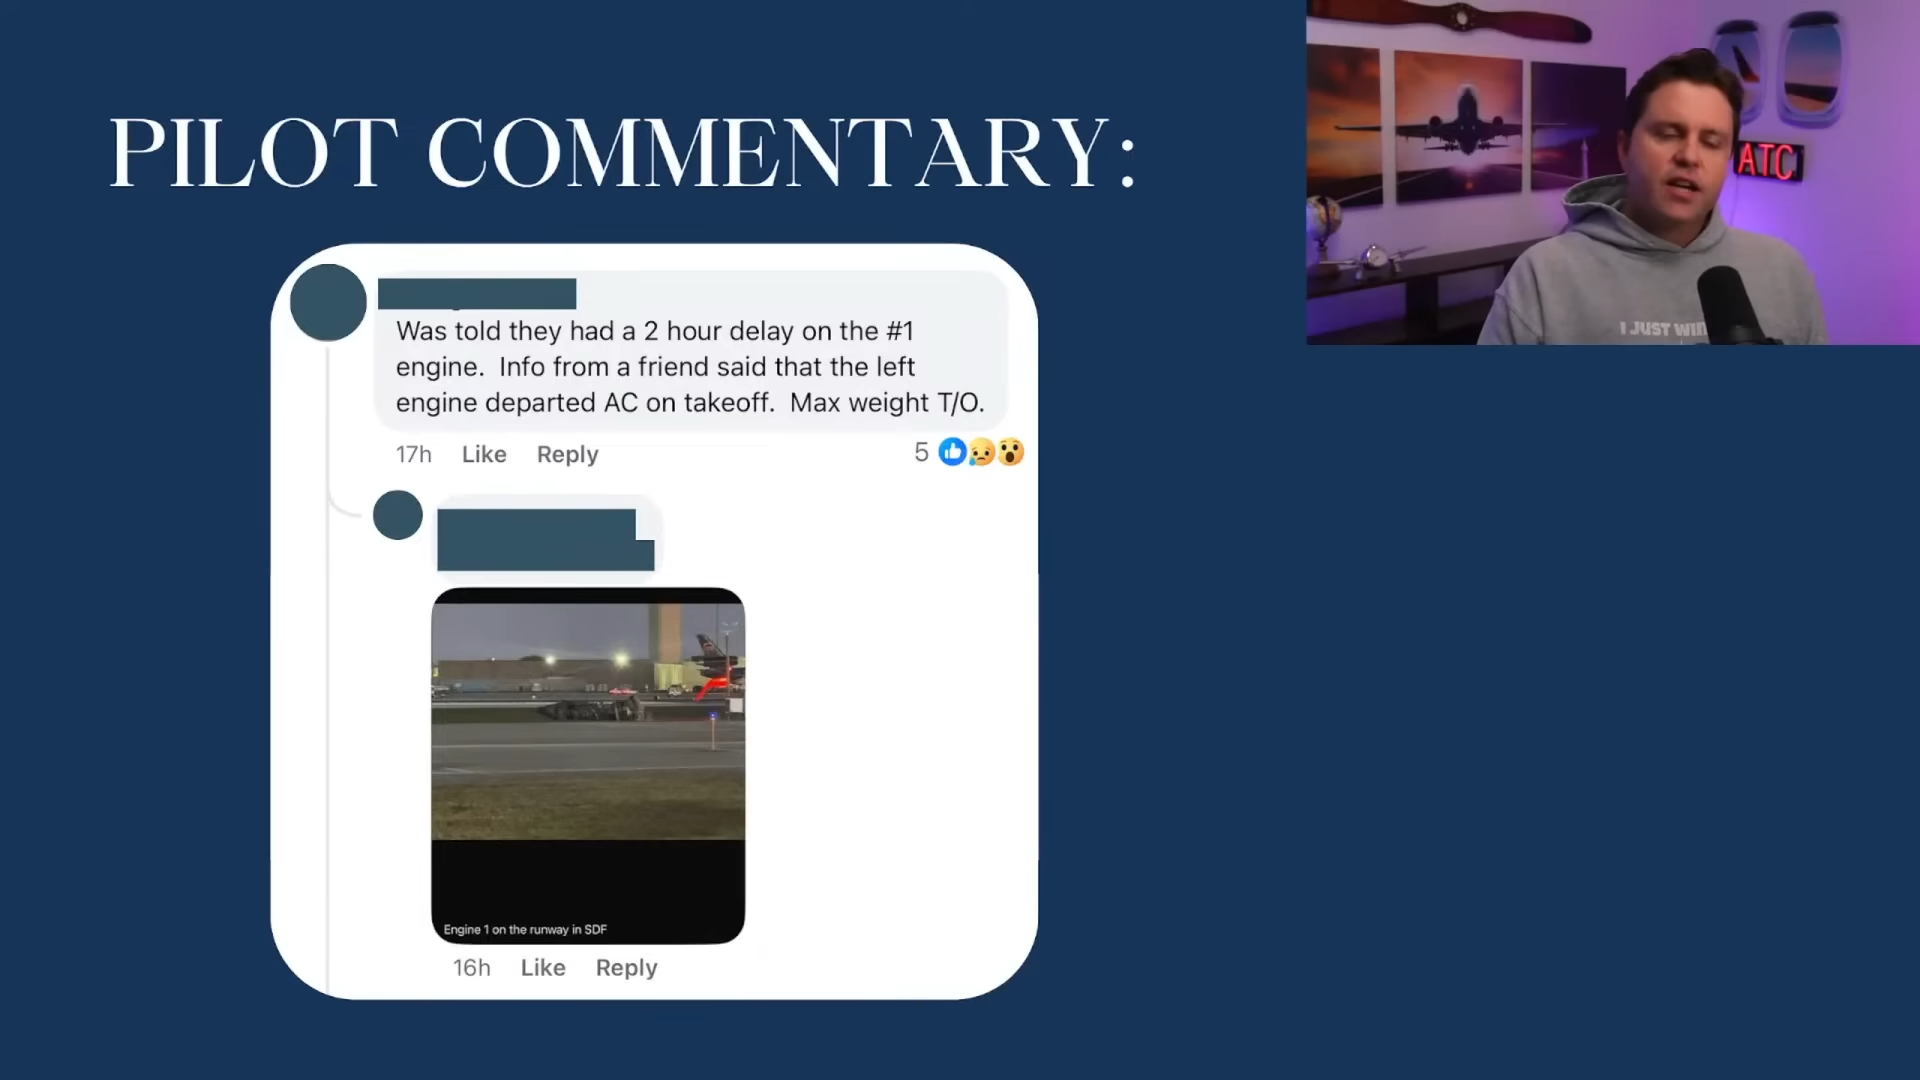 PILOT COMMENTARY:
ATC
I JUST
Was told they had a 2 hour delay on the #1
engine. Info from a friend said that the left
engine departed AC on takeoff. Max weight T/O.
17h Like Reply 5
Engine 1 on the runway in SDF
16h Like Reply